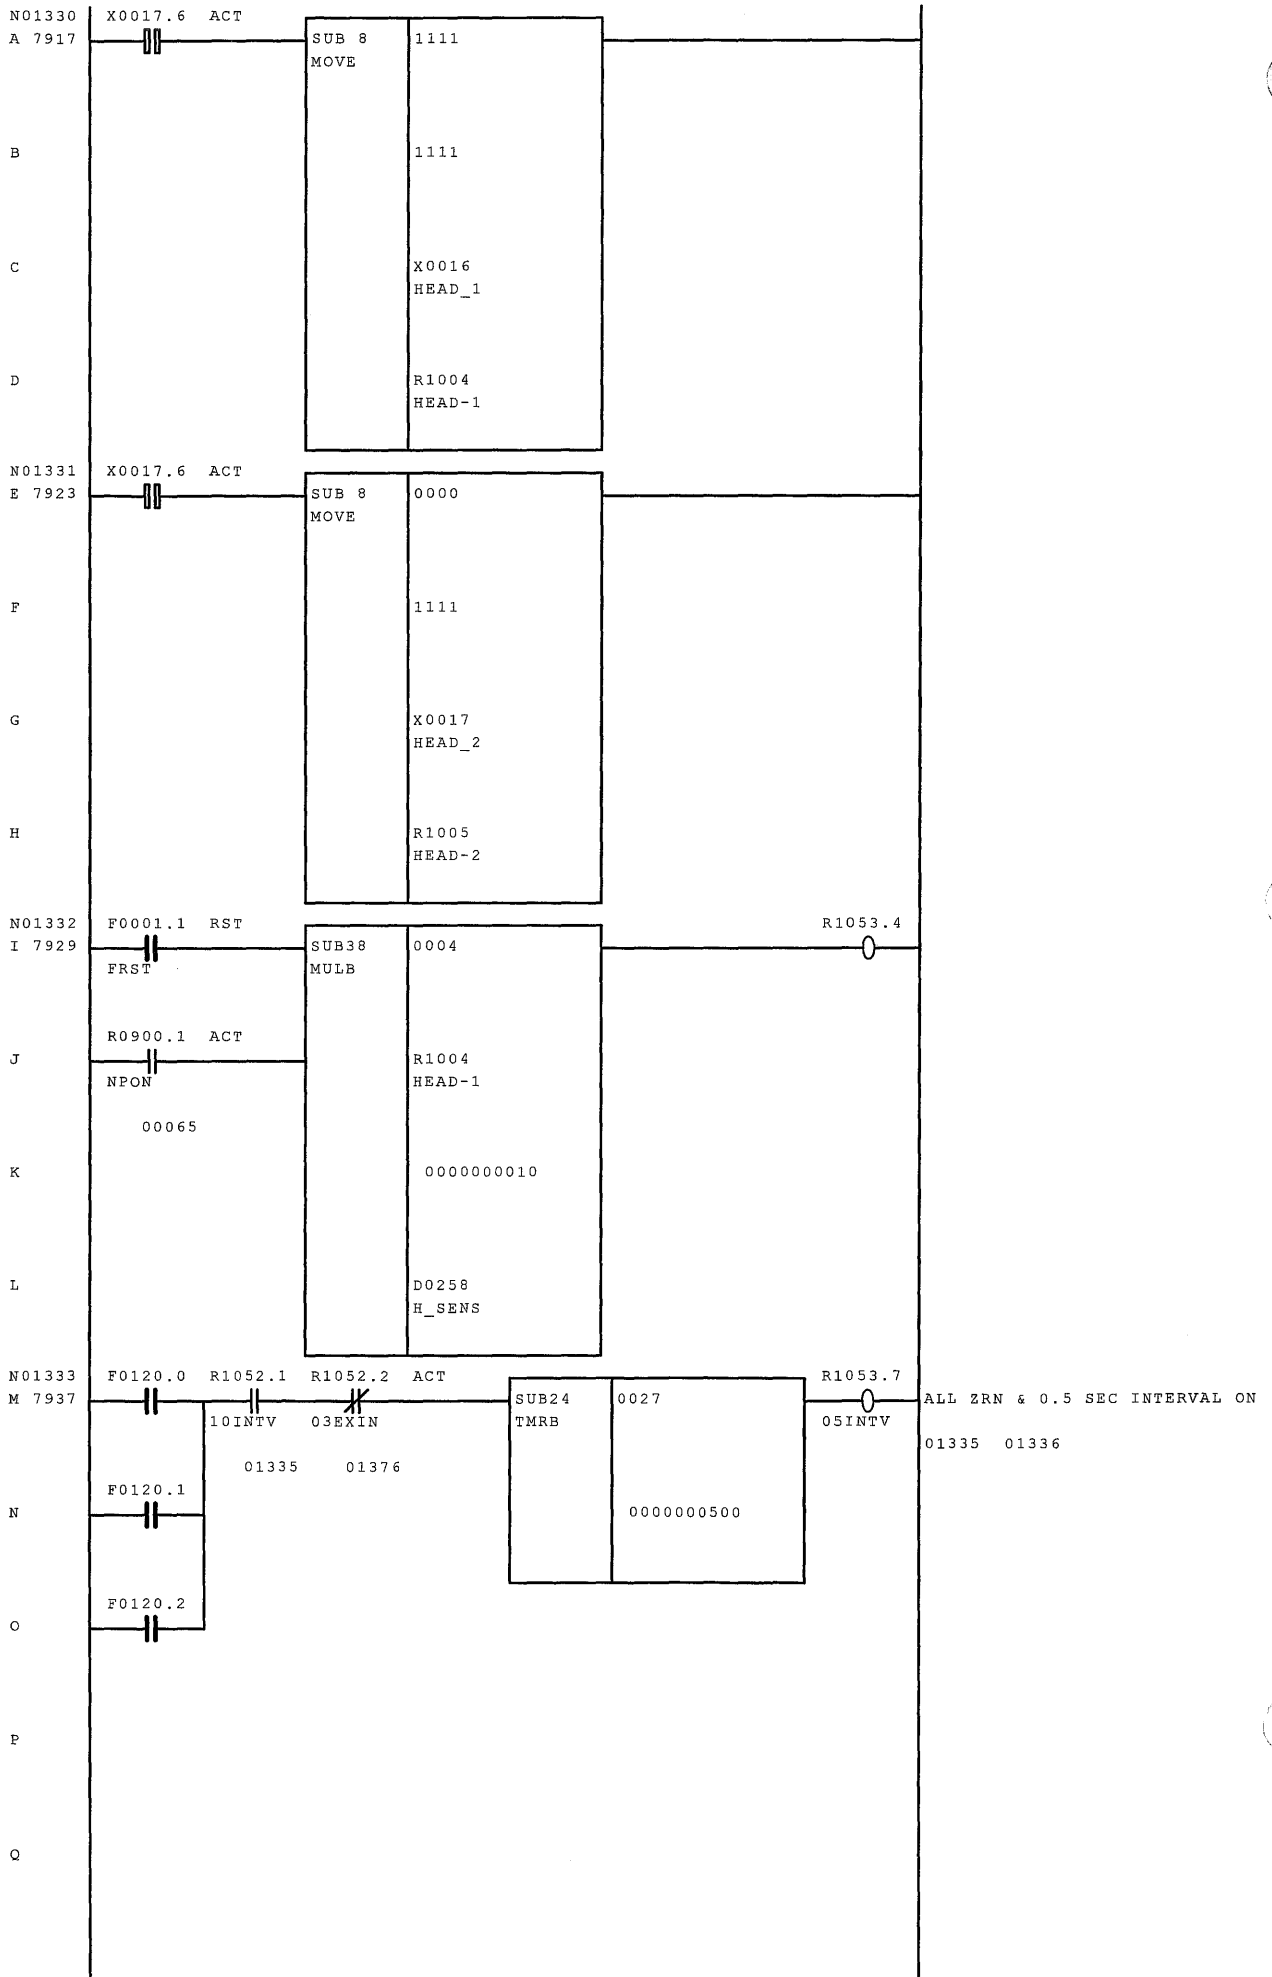 N01330 X0017.6 ACT
A 7917 SUB 8 1111
MOVE
B 1111
C X0016
HEAD_1
D R1004
HEAD-1
N01331 X0017.6 ACT
E 7923 SUB 8 0000
MOVE
F 1111
G X0017
HEAD_2
H R1005
HEAD-2
N01332 F0001.1 RST R1053.4
I 7929 SUB38 0004
FRST MULB
R0900.1 ACT
J R1004
NPON HEAD-1
00065
K 0000000010
L D0258
H_SENS
N01333 F0120.0 R1052.1 R1052.2 ACT R1053.7
M 7937 SUB24 0027 ALL ZRN & 0.5 SEC INTERVAL ON
10INTV 03EXIN TMRB 05INTV
01335 01336
01335 01376
F0120.1
N 0000000500
F0120.2
O
P
Q